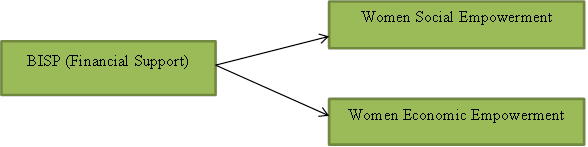 Women Social Empowerment
BISP (Financial Support)
Women Economic Empowerment